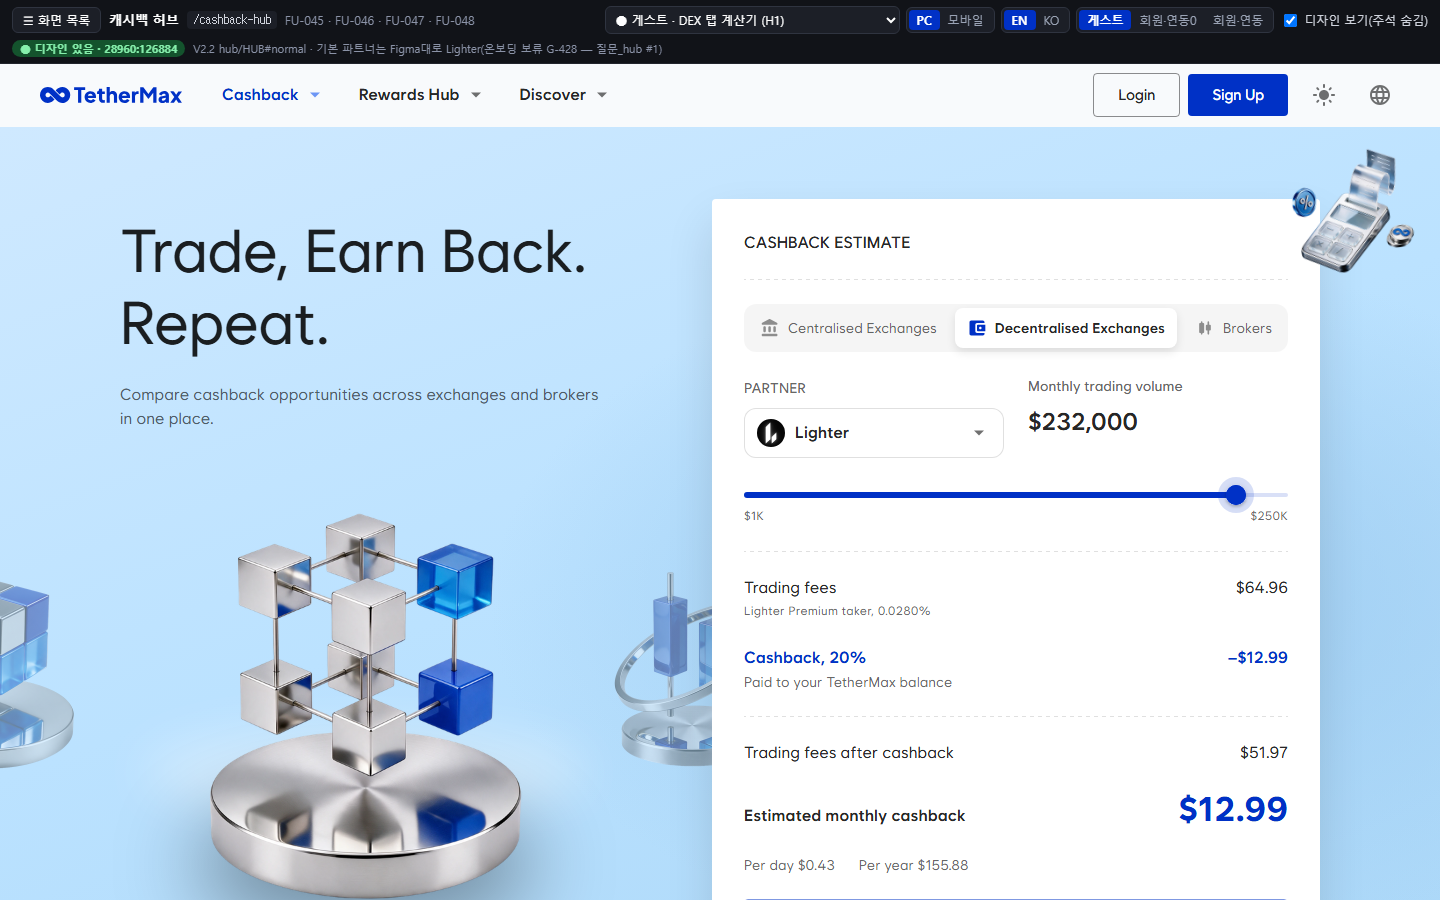 ☰ 화면 목록 캐시백 허브 /cashback-hub FU-045 · FU-046 · FU-047 · FU-048 ● 게스트 · DEX 탭 계산기 (H1) PC 모바일 EN KO 게스트 회원·연동0 회원·연동 디자인 보기(주석 숨김)
● 디자인 있음 · 28960:126884 V2.2 hub/HUB#normal · 기본 파트너는 Figma대로 Lighter(온보딩 보류 G-428 — 질문_hub #1)
TetherMax Cashback Rewards Hub Discover Login Sign Up
Trade, Earn Back.
Repeat.
Compare cashback opportunities across exchanges and brokers
in one place.
CASHBACK ESTIMATE
Centralised Exchanges Decentralised Exchanges Brokers
PARTNER
Lighter
Monthly trading volume
$232,000
$1K $250K
Trading fees $64.96
Lighter Premium taker, 0.0280%
Cashback, 20% –$12.99
Paid to your TetherMax balance
Trading fees after cashback $51.97
Estimated monthly cashback $12.99
Per day $0.43 Per year $155.88